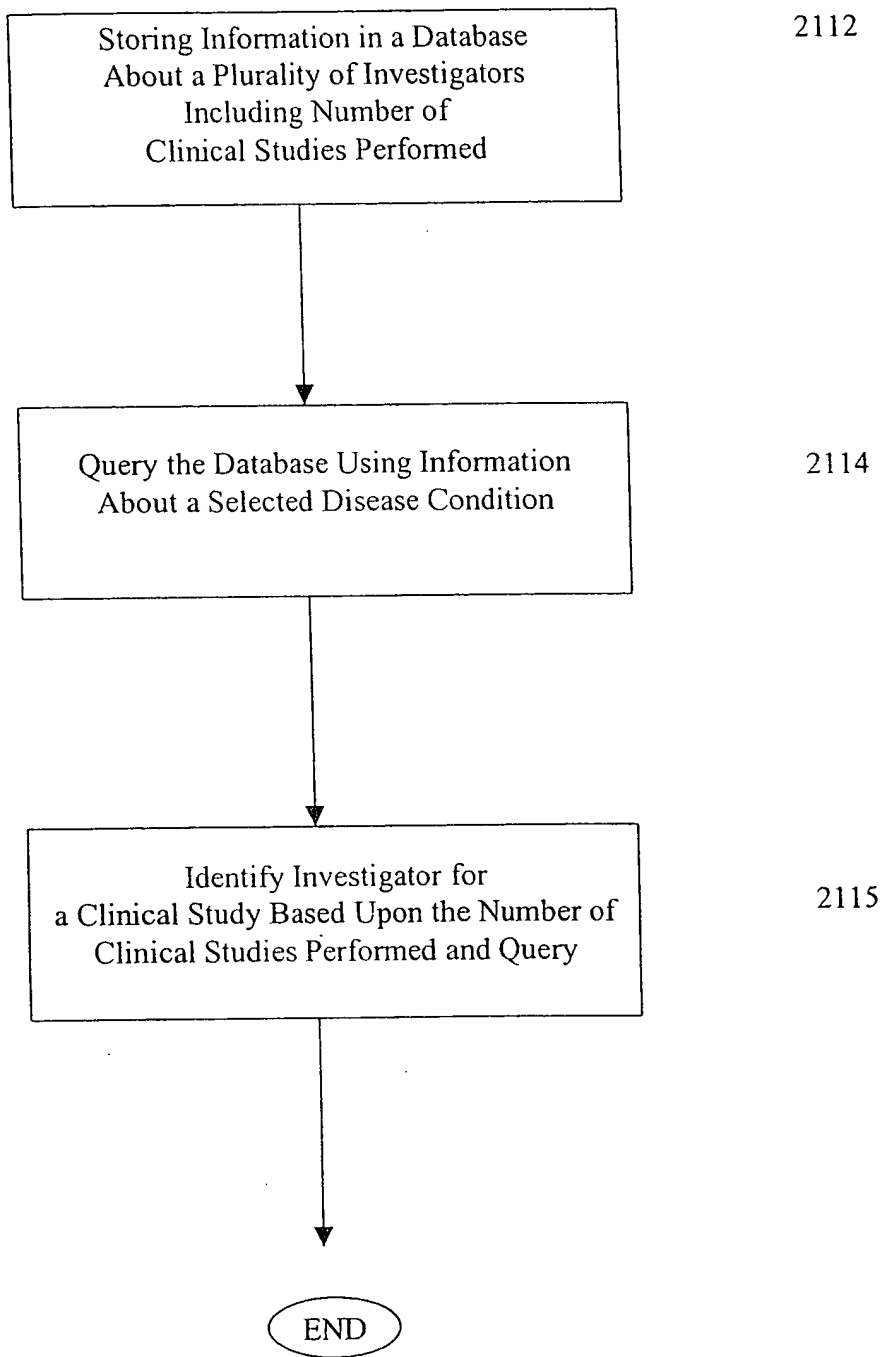 Storing Information in a Database
About a Plurality of Investigators
Including Number of
Clinical Studies Performed
2112
Query the Database Using Information
About a Selected Disease Condition
2114
Identify Investigator for
a Clinical Study Based Upon the Number of
Clinical Studies Performed and Query
2115
END